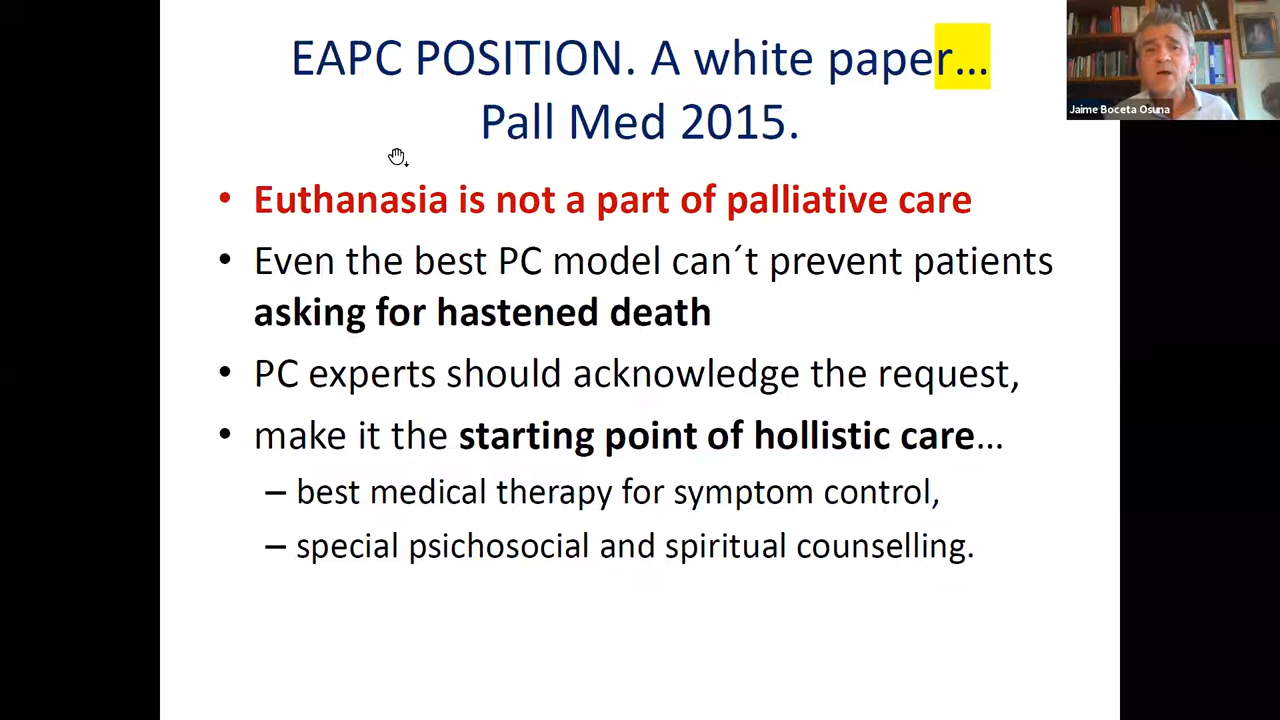 EAPC POSITION. A white paper…
Pall Med 2015.
Jaime Boceta Osuna
• Euthanasia is not a part of palliative care
• Even the best PC model can´t prevent patients
asking for hastened death
• PC experts should acknowledge the request,
• make it the starting point of hollistic care…
– best medical therapy for symptom control,
– special psichosocial and spiritual counselling.